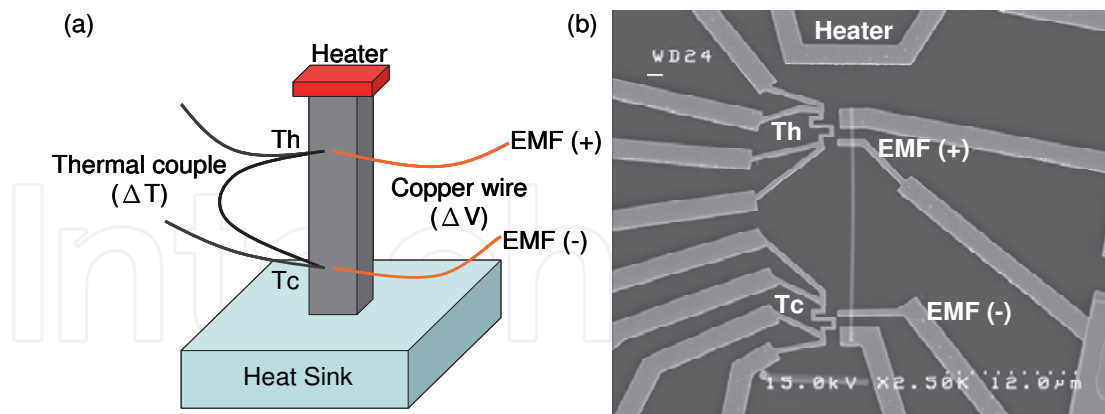 (a)
Heater
Th
EMF (+)
Thermal couple
(ΔT)
Copper wire
(ΔV)
EMF (-)
Tc
Heat Sink
(b)
Heater
WD24
Th
EMF (+)
Tc
EMF (-)
15.0kV X2.50K 12.0μm